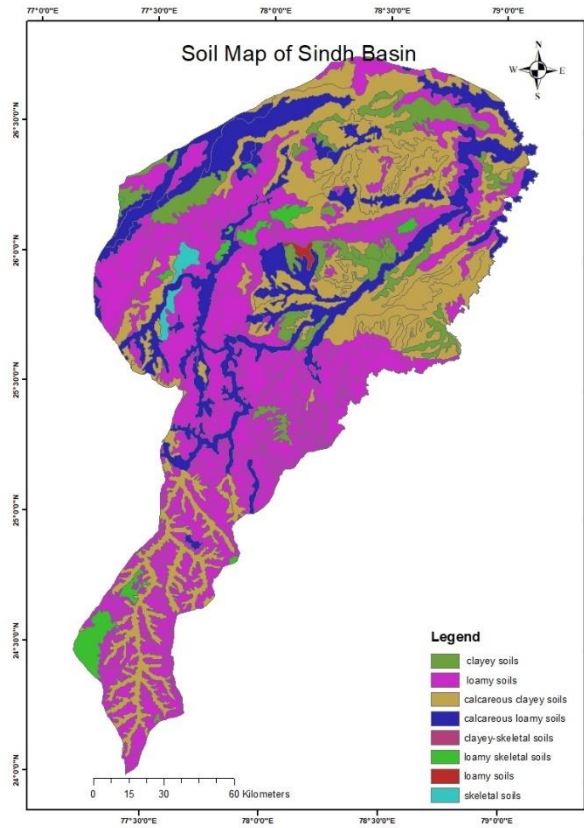 77°30'0"E 78°0'0"E 78°30'0"E 79°0'0"E
Soil Map of Sindh Basin
N
W E
S
26°30'0"N
26°0'0"N
25°30'0"N
25°0'0"N
24°30'0"N
24°0'0"N
Legend
clayey soils
loamy soils
calcareous clayey soils
calcareous loamy soils
clayey-skeletal soils
loamy skeletal soils
loamy soils
skeletal soils
0 15 30 60 Kilometers
77°30'0"E 78°0'0"E 78°30'0"E 79°0'0"E